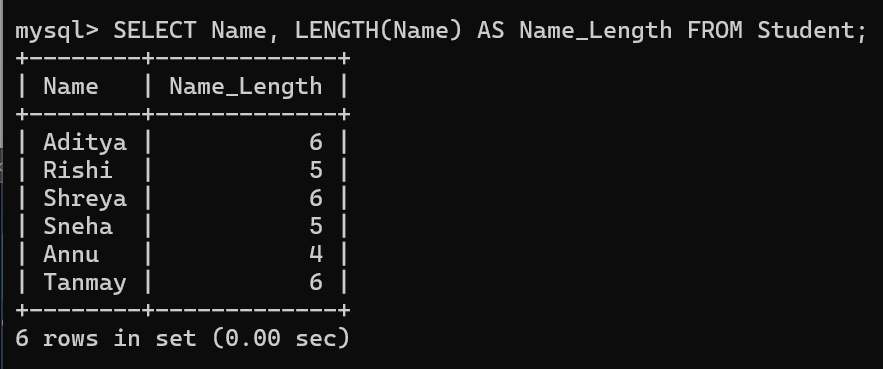 mysql> SELECT Name, LENGTH(Name) AS Name_Length FROM Student;
+--------+-------------+
| Name   | Name_Length |
+--------+-------------+
| Aditya |           6 |
| Rishi  |           5 |
| Shreya |           6 |
| Sneha  |           5 |
| Annu   |           4 |
| Tanmay |           6 |
+--------+-------------+
6 rows in set (0.00 sec)